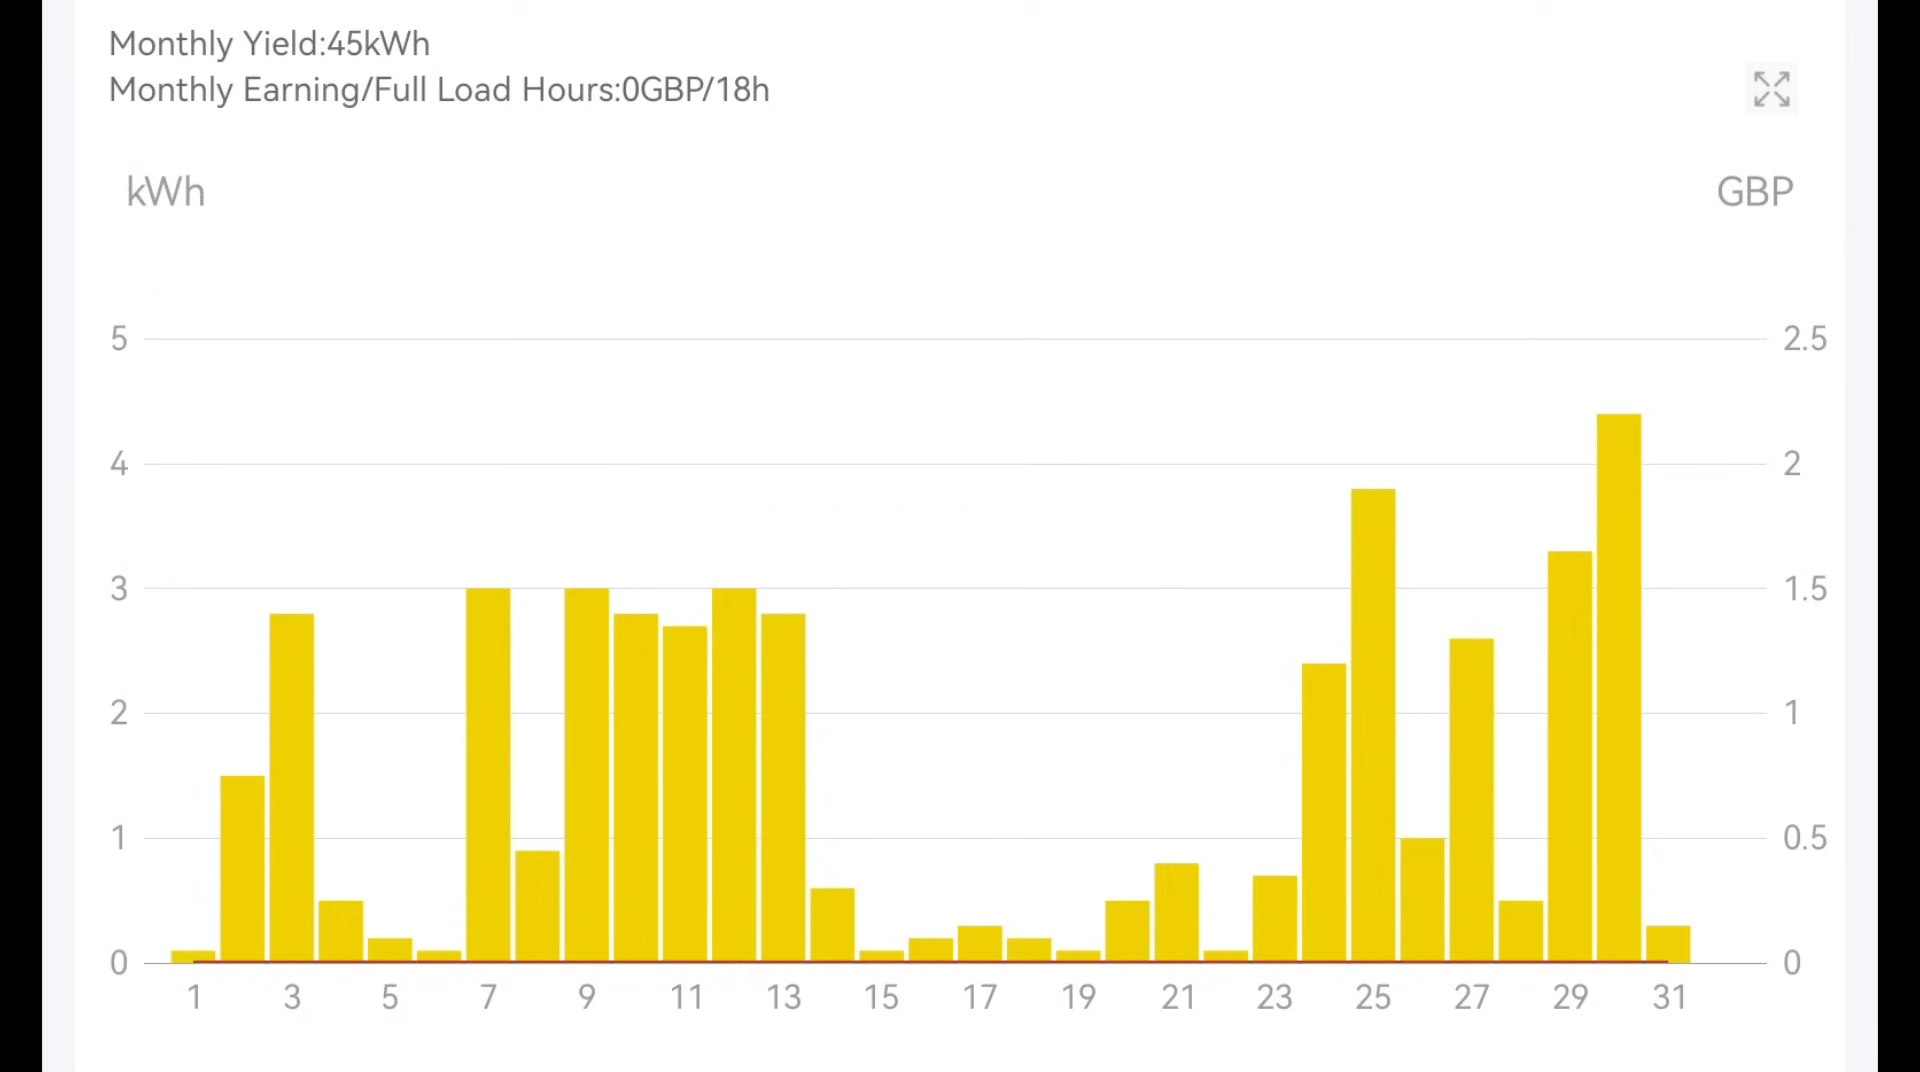 Monthly Yield:45kWh
Monthly Earning/Full Load Hours:0GBP/18h
kWh GBP
5 2.5
4 2
3 1.5
2 1
1 0.5
0 0
1 3 5 7 9 11 13 15 17 19 21 23 25 27 29 31